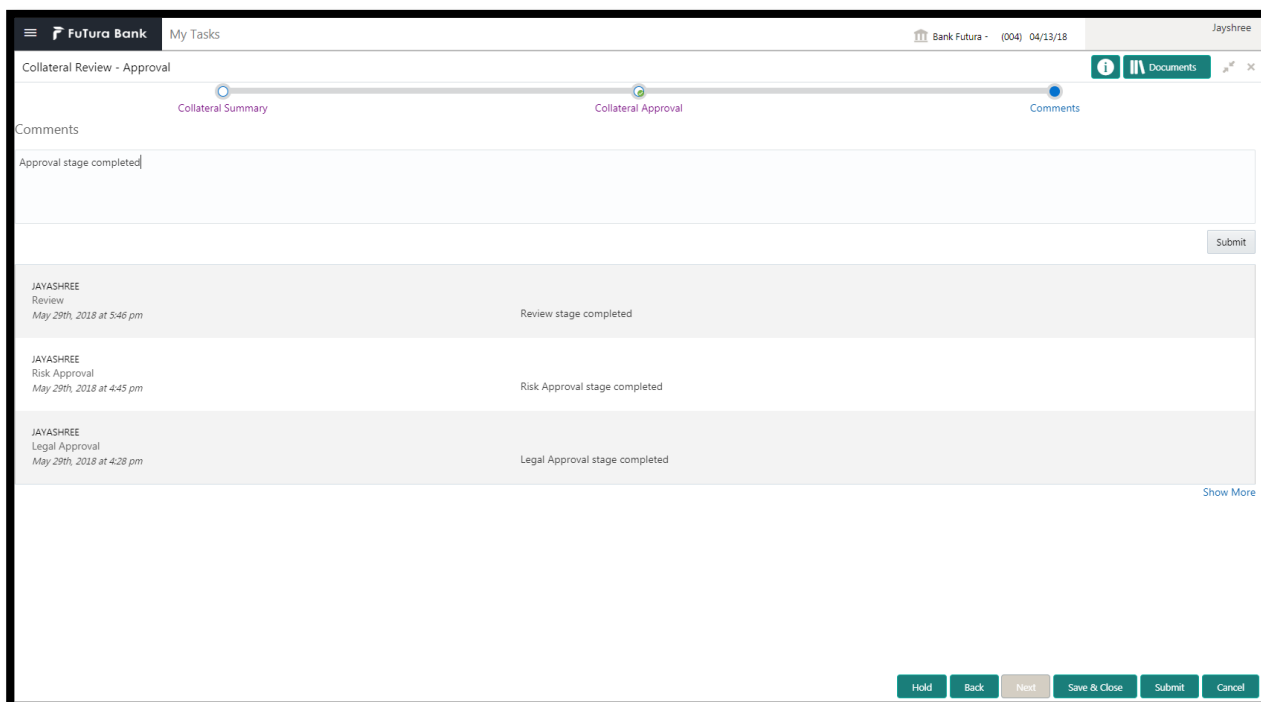 FuTura Bank My Tasks Bank Futura - (004) 04/13/18 Jayshree
Collateral Review - Approval i Documents
Collateral Summary Collateral Approval Comments
Comments
Approval stage completed
Submit
JAYASHREE
Review
May 29th, 2018 at 5:46 pm Review stage completed
JAYASHREE
Risk Approval
May 29th, 2018 at 4:45 pm Risk Approval stage completed
JAYASHREE
Legal Approval
May 29th, 2018 at 4:28 pm Legal Approval stage completed
Show More
Hold Back Next Save & Close Submit Cancel